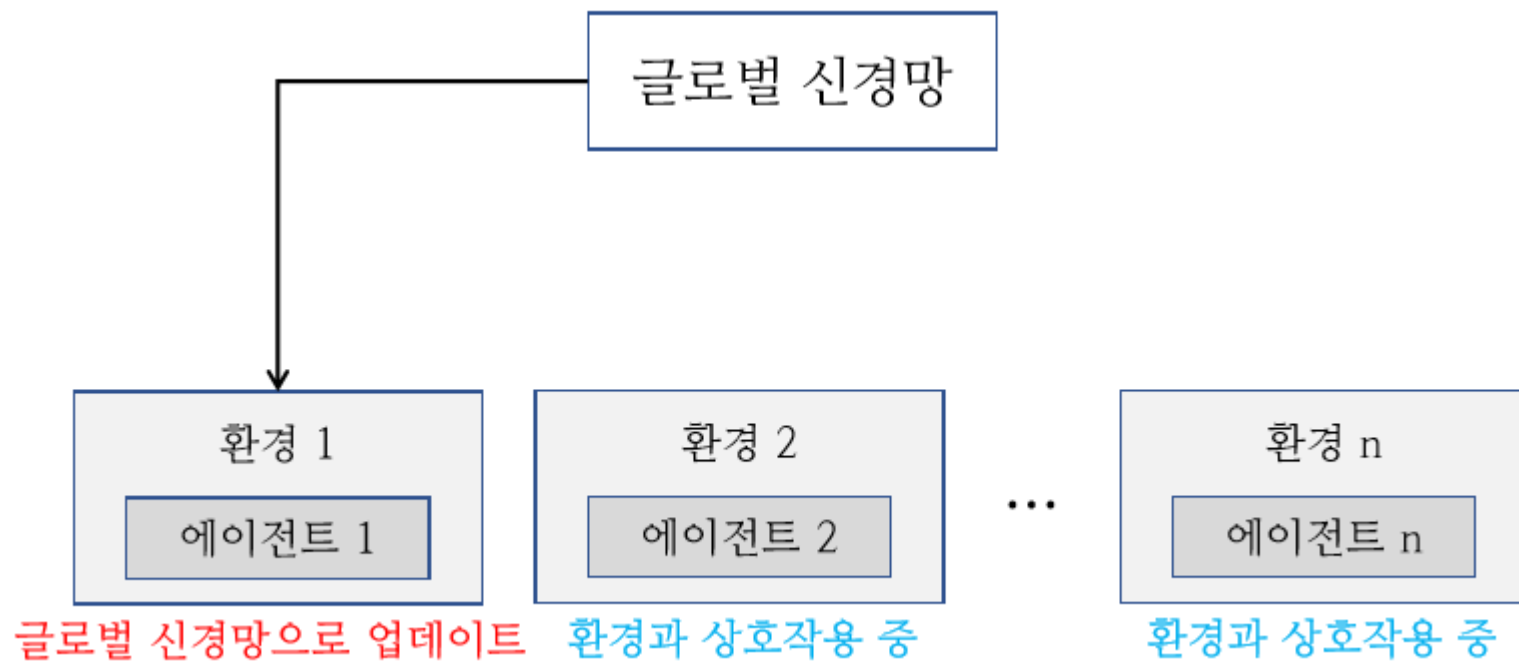 글로벌 신경망
환경 1
에이전트 1
글로벌 신경망으로 업데이트
환경 2
에이전트 2
환경과 상호작용 중
...
환경 n
에이전트 n
환경과 상호작용 중